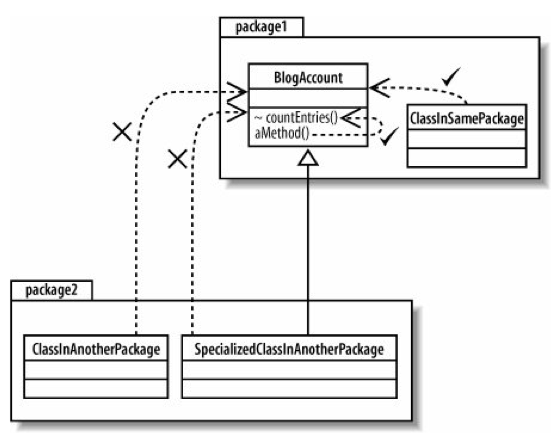 package1
BlogAccount
~ countEntries()
aMethod()
ClassInSamePackage
package2
ClassInAnotherPackage
SpecializedClassInAnotherPackage